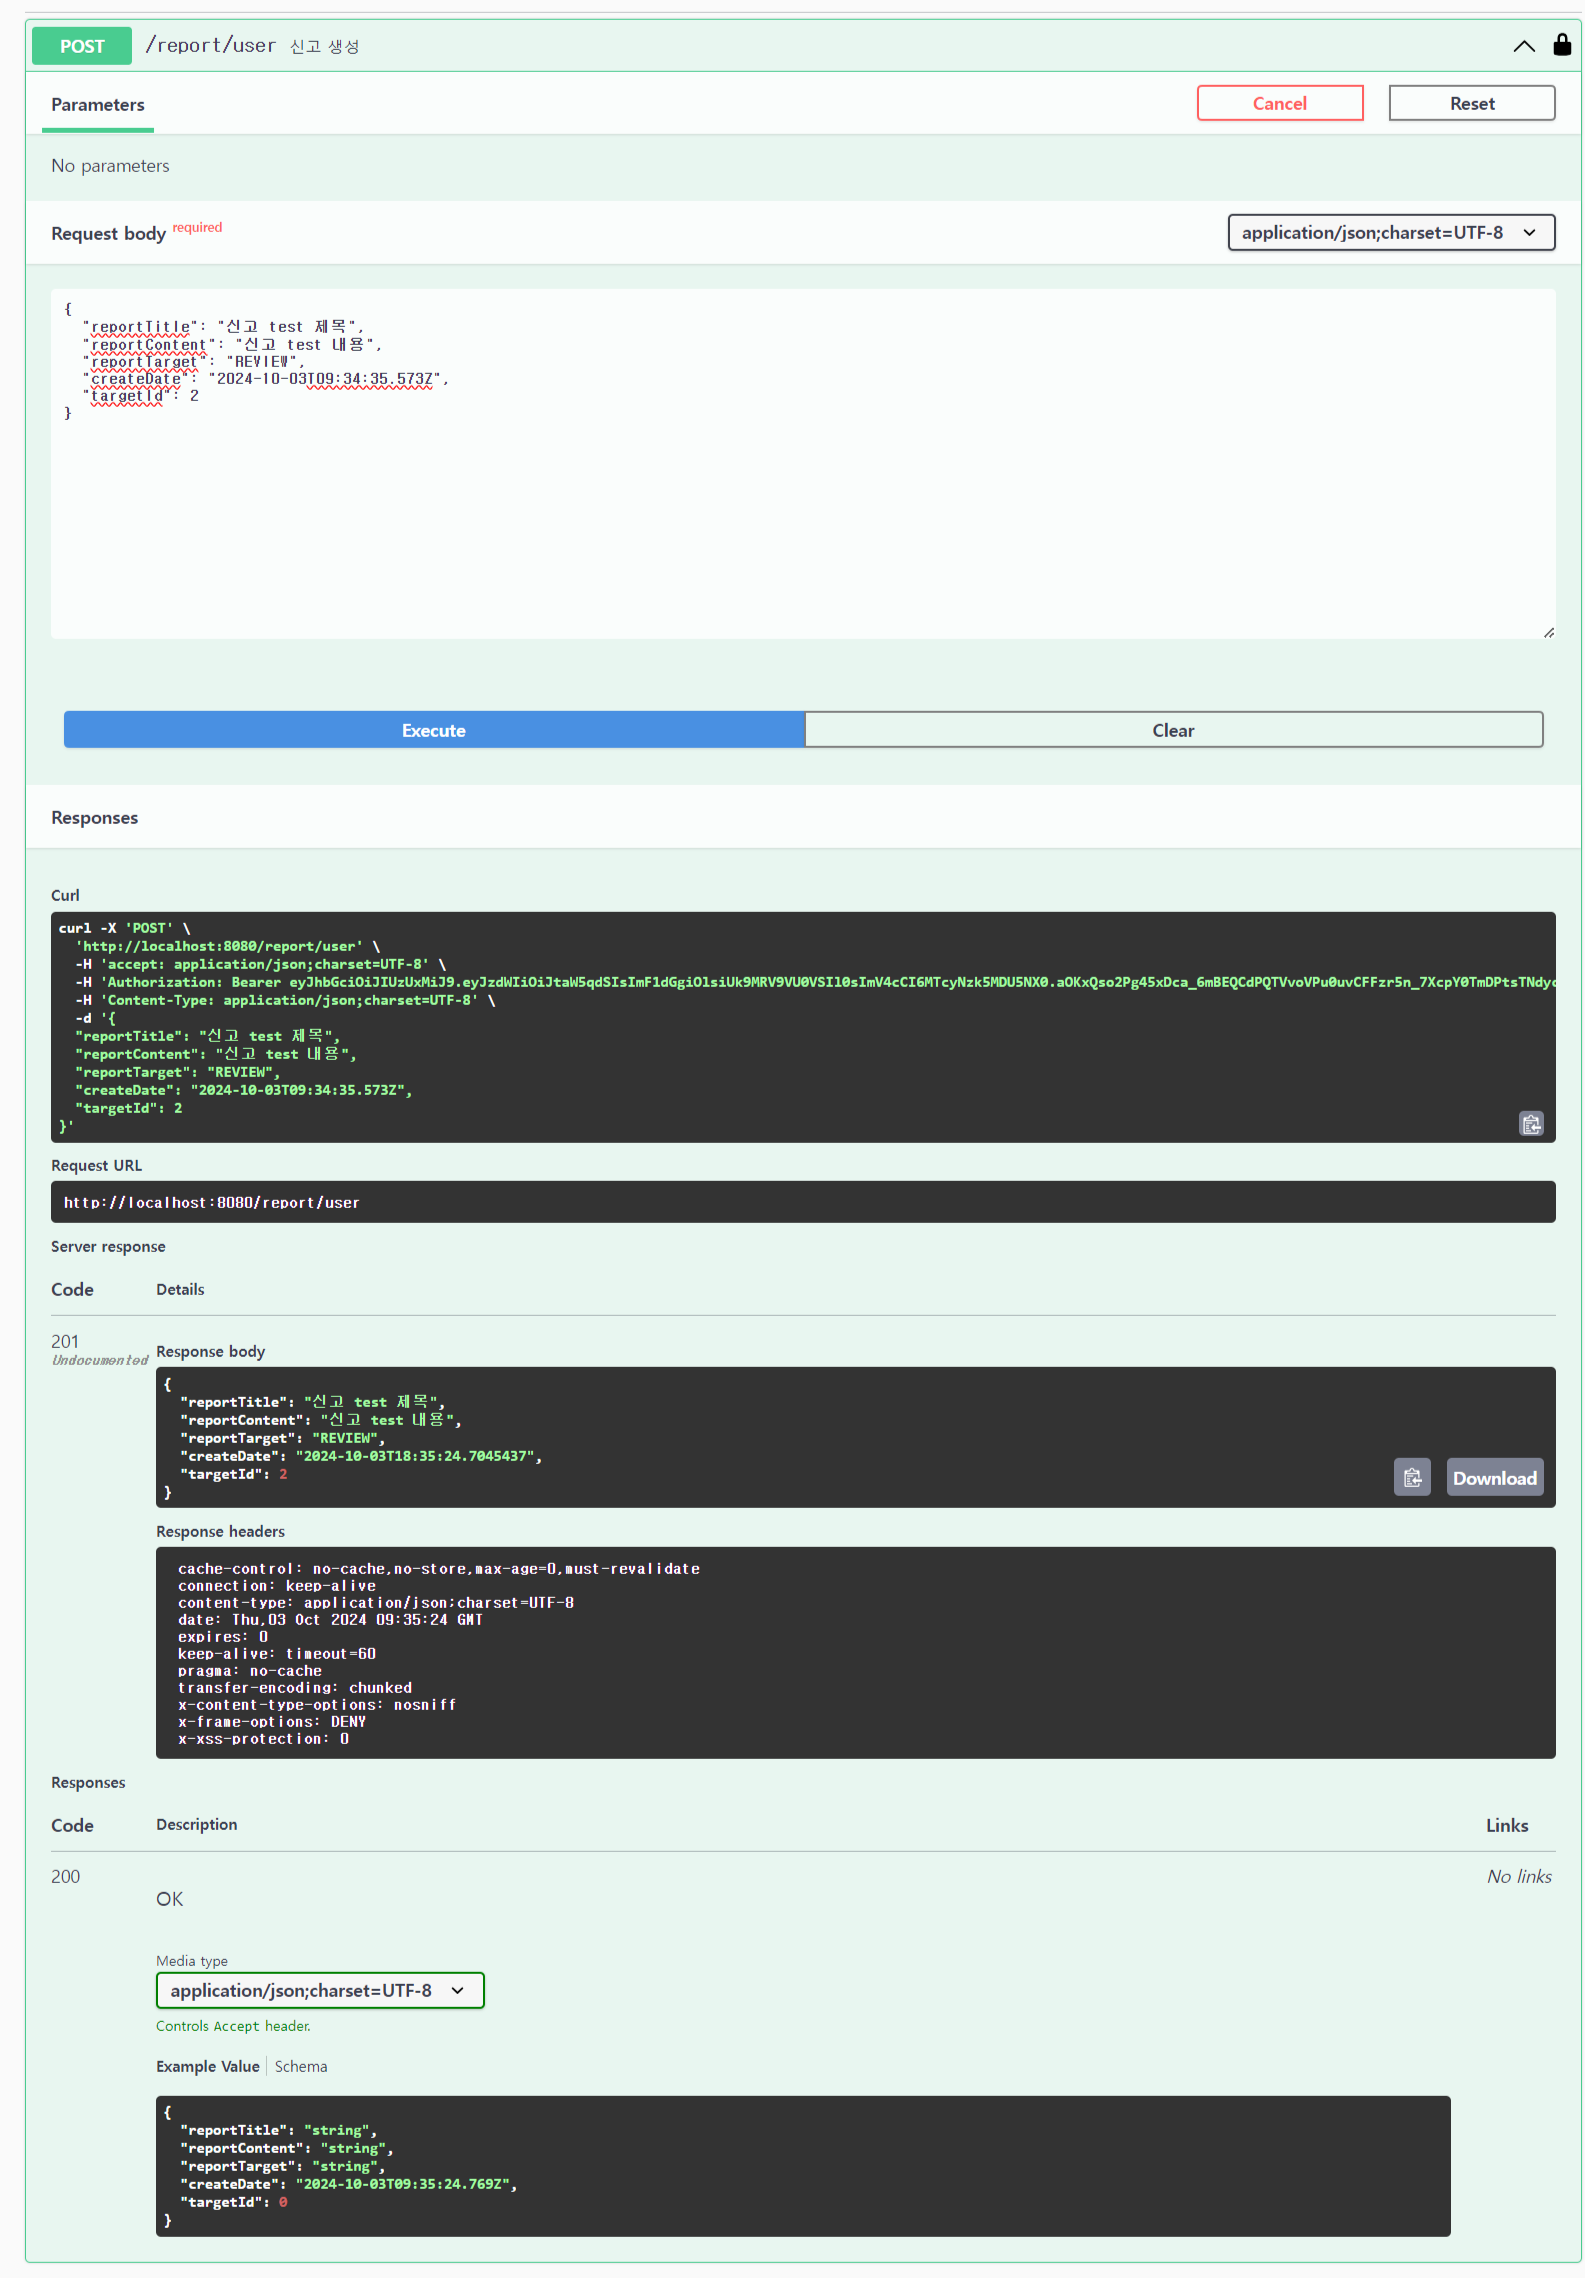 POST /report/user 신고 생성
Parameters
Cancel
Reset
No parameters
Request body required
application/json;charset=UTF-8
{
  "reportTitle": "신고 test 제목",
  "reportContent": "신고 test 내용",
  "reportTarget": "REVIEW",
  "createDate": "2024-10-03T09:34:35.573Z",
  "targetId": 2
}
Execute
Clear
Responses
Curl
curl -X 'POST' \
  'http://localhost:8080/report/user' \
  -H 'accept: application/json;charset=UTF-8' \
  -H 'Authorization: Bearer
  -H 'Content-Type: application/json;charset=UTF-8' \
  -d '{
  "reportTitle": "신고 test 제목",
  "reportContent": "신고 test 내용",
  "reportTarget": "REVIEW",
  "createDate": "2024-10-03T09:34:35.573Z",
  "targetId": 2
}'
Request URL
http://localhost:8080/report/user
Server response
Code Details
201
Undocumented
Response body
{
  "reportTitle": "신고 test 제목",
  "reportContent": "신고 test 내용",
  "reportTarget": "REVIEW",
  "createDate": "2024-10-03T18:35:24.7045437",
  "targetId": 2
}
Download
Response headers
cache-control: no-cache,no-store,max-age=0,must-revalidate
connection: keep-alive
content-type: application/json;charset=UTF-8
date: Thu,03 Oct 2024 09:35:24 GMT
expires: 0
keep-alive: timeout=60
pragma: no-cache
transfer-encoding: chunked
x-content-type-options: nosniff
x-frame-options: DENY
x-xss-protection: 0
Responses
Code Description Links
200
OK
No links
Media type
application/json;charset=UTF-8
Controls Accept header.
Example Value Schema
{
  "reportTitle": "string",
  "reportContent": "string",
  "reportTarget": "string",
  "createDate": "2024-10-03T09:35:24.769Z",
  "targetId": 0
}